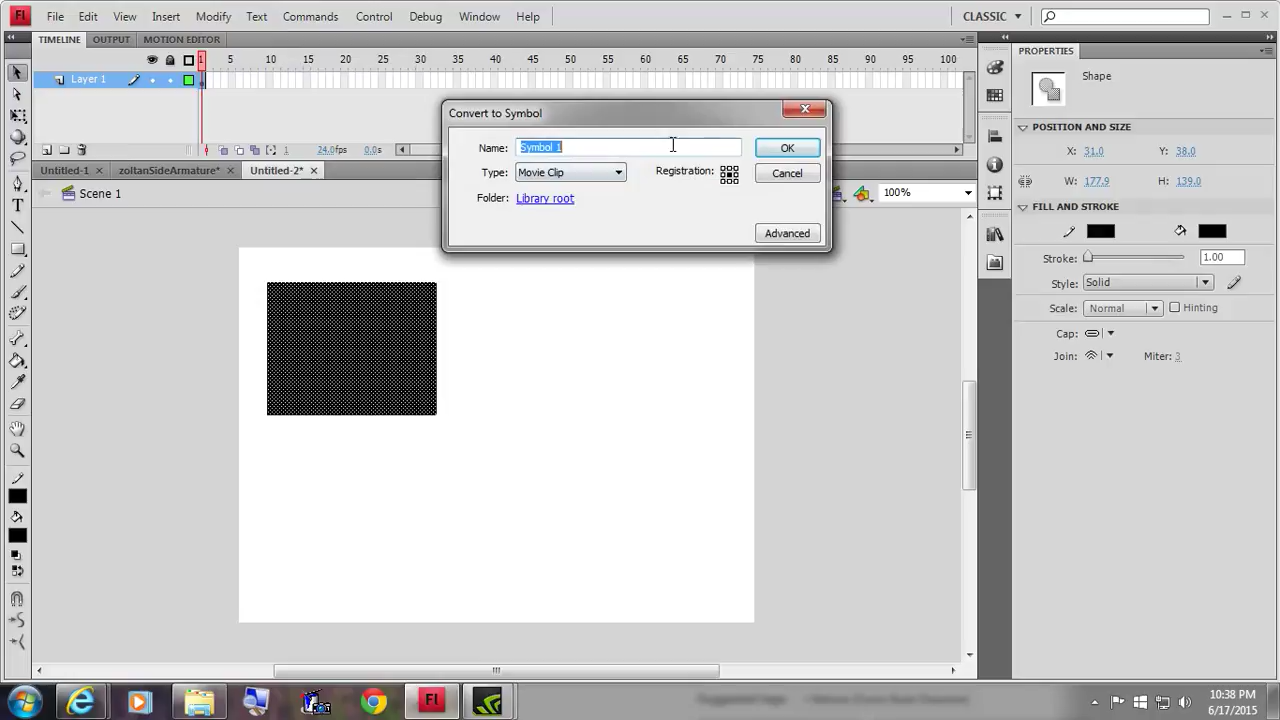 Fl File Edit View Insert Modify Text Commands Control Debug Window Help CLASSIC
TIMELINE OUTPUT MOTION EDITOR
1 5 10 15 20 25 30 35 40 45 50 55 60 65 70 75 80 85 90 95 100
Layer 1
24.0fps 0.0s
Untitled-1 × zoltanSideArmature* × Untitled-2* ×
Scene 1
100%
Convert to Symbol
Name: Symbol 1 OK
Type: Movie Clip Registration: Cancel
Folder: Library root
Advanced
PROPERTIES
Shape
POSITION AND SIZE
X: 31.0 Y: 38.0
W: 177.9 H: 139.0
FILL AND STROKE
Stroke: 1.00
Style: Solid
Scale: Normal Hinting
Cap:
Join: Miter: 3
T
Fl
10:38 PM
6/17/2015